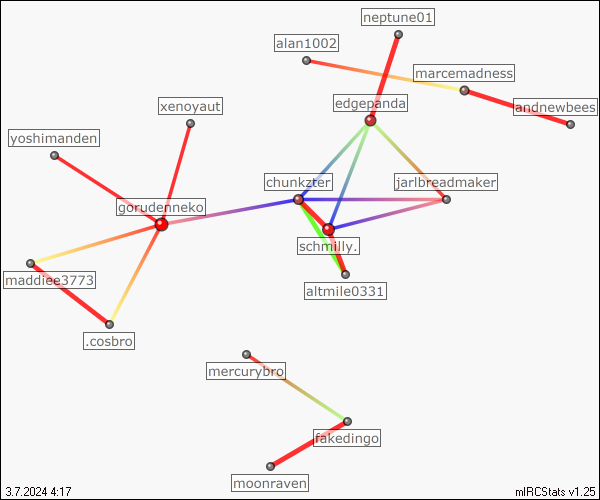 neptune01
alan1002
marcemadness
edgepanda
andnewbees
xenoyaut
yoshimanden
chunkzter
jarlbreadmaker
gorudenneko
schmilly.
maddiee3773
altmile0331
.cosbro
mercurybro
fakedingo
moonraven
3.7.2024 4:17
mIRCStats v1.25